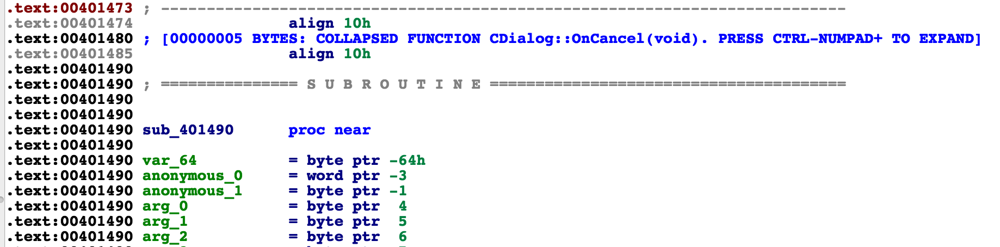 .text:00401473 ; ---------------------------------------------------------------------------
.text:00401474                 align 10h
.text:00401480 ; [00000005 BYTES: COLLAPSED FUNCTION CDialog::OnCancel(void). PRESS CTRL-NUMPAD+ TO EXPAND]
.text:00401485                 align 10h
.text:00401490
.text:00401490 ; =============== S U B R O U T I N E =======================================
.text:00401490
.text:00401490
.text:00401490 sub_401490      proc near
.text:00401490
.text:00401490 var_64          = byte ptr -64h
.text:00401490 anonymous_0     = word ptr -3
.text:00401490 anonymous_1     = byte ptr -1
.text:00401490 arg_0           = byte ptr  4
.text:00401490 arg_1           = byte ptr  5
.text:00401490 arg_2           = byte ptr  6